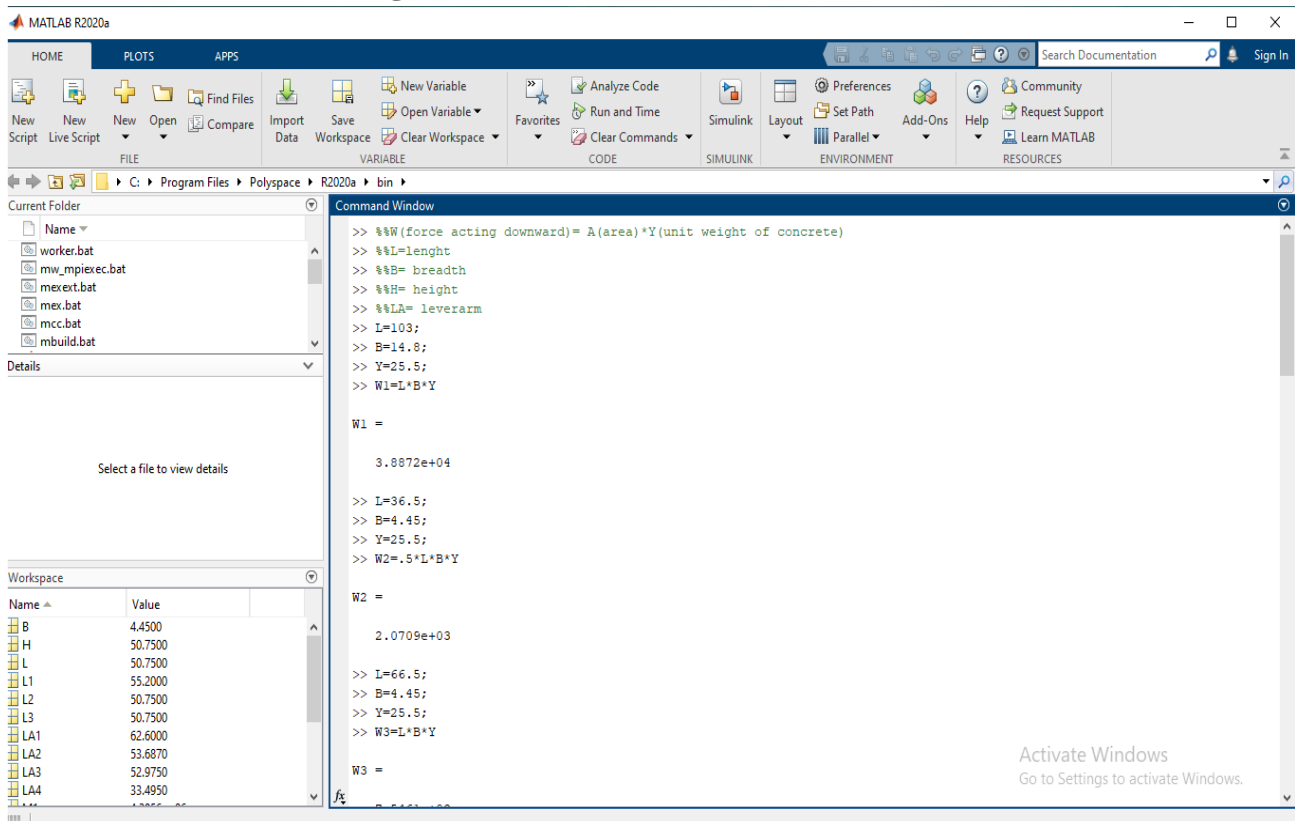 MATLAB R2020a
HOME PLOTS APPS Search Documentation Sign In
New Script
New Live Script
New
Open
Find Files
Compare
Import Data
Save Workspace
New Variable
Open Variable
Clear Workspace
Favorites
Analyze Code
Run and Time
Clear Commands
Simulink
Layout
Preferences
Set Path
Parallel
Add-Ons
Help
Community
Request Support
Learn MATLAB
FILE VARIABLE CODE SIMULINK ENVIRONMENT RESOURCES
C: Program Files Polyspace R2020a bin
Current Folder
Name
worker.bat
mw_mpiexec.bat
mexext.bat
mex.bat
mcc.bat
mbuild.bat
Details
Select a file to view details
Workspace
Name Value
B 4.4500
H 50.7500
L 50.7500
L1 55.2000
L2 50.7500
L3 50.7500
LA1 62.6000
LA2 53.6870
LA3 52.9750
LA4 33.4950
Command Window
>> %%W(force acting downward)= A(area)*Y(unit weight of concrete)
>> %%L=lenght
>> %%B= breadth
>> %%H= height
>> %%LA= leverarm
>> L=103;
>> B=14.8;
>> Y=25.5;
>> W1=L*B*Y
W1 =
3.8872e+04
>> L=36.5;
>> B=4.45;
>> Y=25.5;
>> W2=.5*L*B*Y
W2 =
2.0709e+03
>> L=66.5;
>> B=4.45;
>> Y=25.5;
>> W3=L*B*Y
W3 =
fx
Activate Windows
Go to Settings to activate Windows.